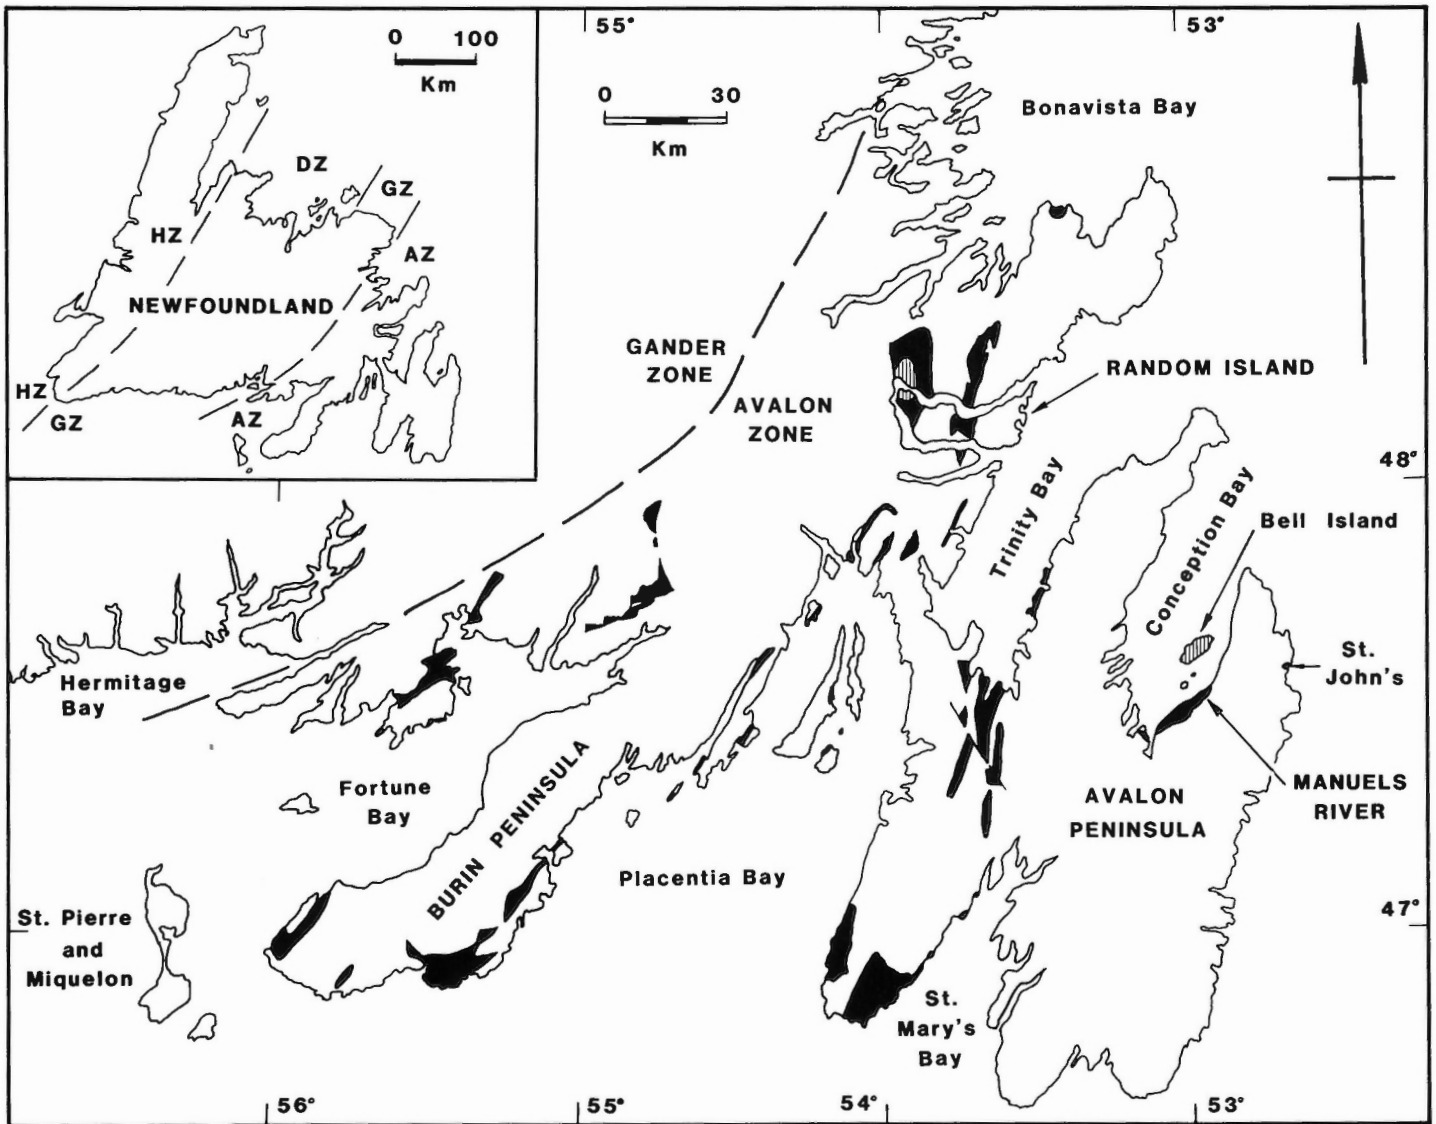 55°
53°
0 100
Km
0 30
Km
Bonavista Bay
DZ
GZ
HZ
AZ
NEWFOUNDLAND
GANDER
ZONE
RANDOM ISLAND
HZ
GZ
AZ
AVALON
ZONE
48°
Trinity Bay
Conception Bay
Bell Island
St.
John's
Hermitage
Bay
MANUELS
RIVER
Fortune
Bay
BURIN PENINSULA
AVALON
PENINSULA
Placentia Bay
47°
St. Pierre
and
Miquelon
St.
Mary's
Bay
56°
55°
54°
53°